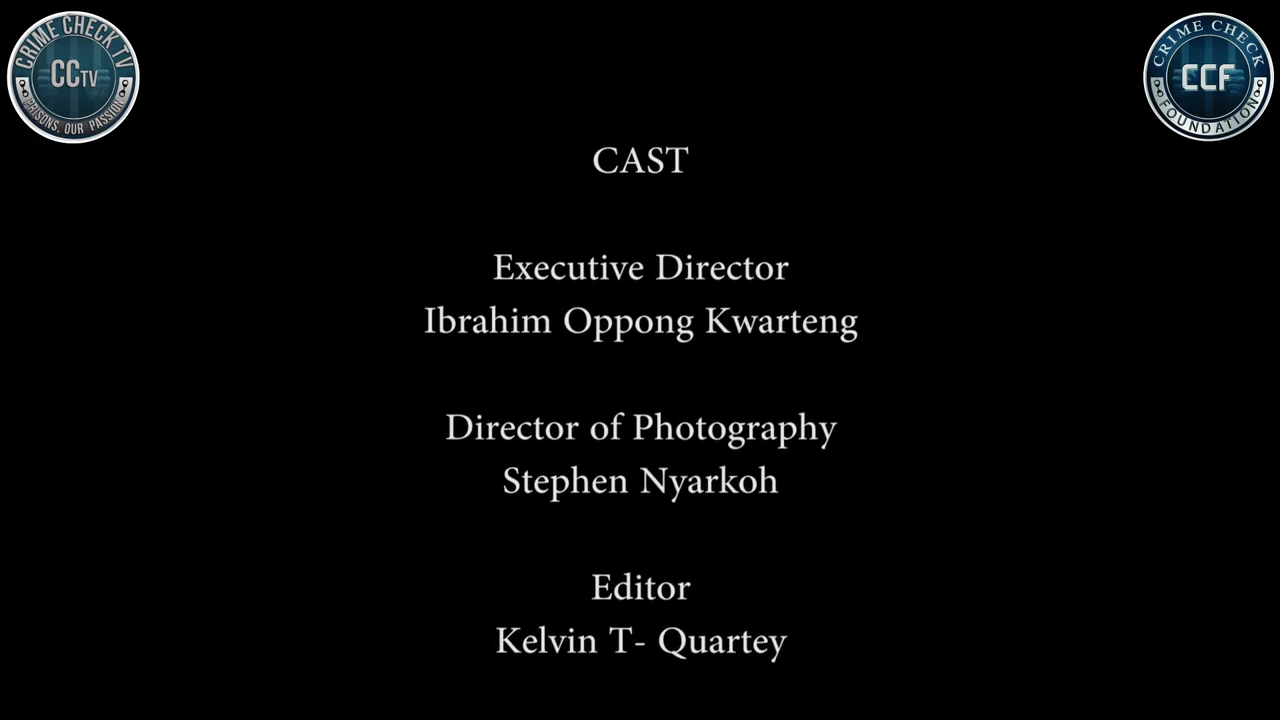 CRIME CHECK TV
CCTV
PRISONS, OUR PASSION
CRIME CHECK
CCF
FOUNDATION
CAST
Executive Director
Ibrahim Oppong Kwarteng
Director of Photography
Stephen Nyarkoh
Editor
Kelvin T- Quartey